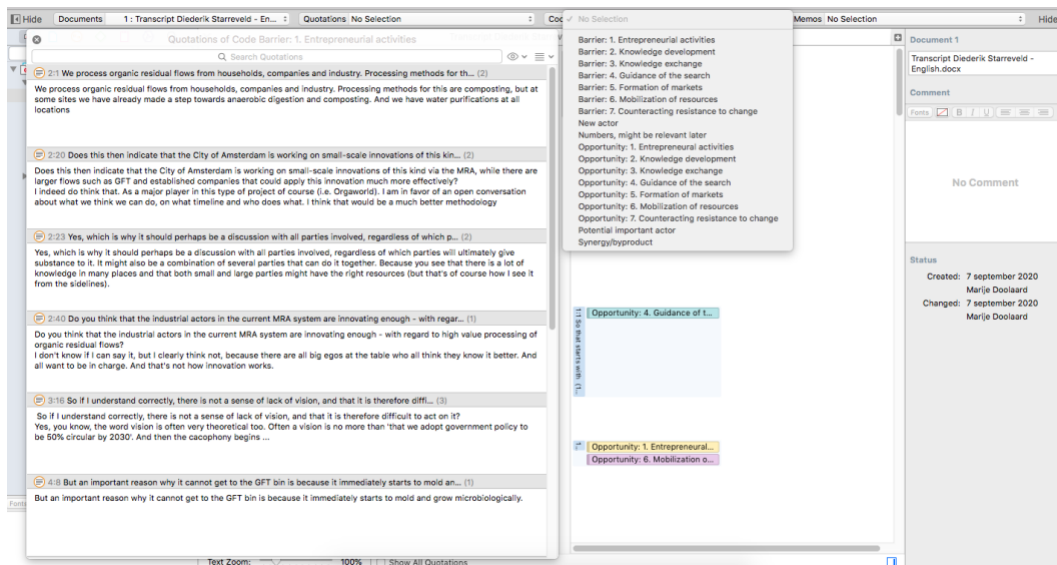 Hide
Documents
1 : Transcript Diederik Starreveld - En...
Quotations No Selection
Memos No Selection
Hide
Quotations of Code Barrier: 1. Entrepreneurial activities
Search Quotations
2:1 We process organic residual flows from households, companies and industry. Processing methods for th... (2)
We process organic residual flows from households, companies and industry. Processing methods for this are composting, but at
some sites we have already made a step towards anaerobic digestion and composting. And we have water purifications at all
locations
2:20 Does this then indicate that the City of Amsterdam is working on small-scale innovations of this kin... (2)
Does this then indicate that the City of Amsterdam is working on small-scale innovations of this kind via the MRA, while there are
larger flows such as GFT and established companies that could apply this innovation much more effectively?
I indeed do think that. As a major player in this type of project of course (i.e. Orgaworld). I am in favor of an open conversation
about what we think we can do, on what timeline and who does what. I think that would be a much better methodology
2:23 Yes, which is why it should perhaps be a discussion with all parties involved, regardless of which p... (2)
Yes, which is why it should perhaps be a discussion with all parties involved, regardless of which parties will ultimately give
substance to it. It might also be a combination of several parties that can do it together. Because you see that there is a lot of
knowledge in many places and that both small and large parties might have the right resources (but that's of course how I see it
from the sidelines).
2:40 Do you think that the industrial actors in the current MRA system are innovating enough - with regar... (1)
Do you think that the industrial actors in the current MRA system are innovating enough - with regard to high value processing of
organic residual flows?
I don't know if I can say it, but I clearly think not, because there are all big egos at the table who all think they know it better. And
all want to be in charge. And that's not how innovation works.
3:16 So if I understand correctly, there is not a sense of lack of vision, and that it is therefore diffi... (3)
So if I understand correctly, there is not a sense of lack of vision, and that it is therefore difficult to act on it?
Yes, you know, the word vision is often very theoretical too. Often a vision is no more than 'that we adopt government policy to
be 50% circular by 2030'. And then the cacophony begins ...
4:8 But an important reason why it cannot get to the GFT bin is because it immediately starts to mold an... (1)
But an important reason why it cannot get to the GFT bin is because it immediately starts to mold and grow microbiologically.
Text Zoom:
100%
Show All Quotations
Fonts
Coc
No Selection
Barrier: 1. Entrepreneurial activities
Barrier: 2. Knowledge development
Barrier: 3. Knowledge exchange
Barrier: 4. Guidance of the search
Barrier: 5. Formation of markets
Barrier: 6. Mobilization of resources
Barrier: 7. Counteracting resistance to change
New actor
Numbers, might be relevant later
Opportunity: 1. Entrepreneurial activities
Opportunity: 2. Knowledge development
Opportunity: 3. Knowledge exchange
Opportunity: 4. Guidance of the search
Opportunity: 5. Formation of markets
Opportunity: 6. Mobilization of resources
Opportunity: 7. Counteracting resistance to change
Potential important actor
Synergy/byproduct
1:1 So that starts with (1...
Opportunity: 4. Guidance of t...
1:
Opportunity: 1. Entrepreneural...
Opportunity: 6. Mobilization o...
Document 1
Transcript Diederik Starreveld -
English.docx
Comment
Fonts
B I U
No Comment
Status
Created: 7 september 2020
Marije Doolaard
Changed: 7 september 2020
Marije Doolaard